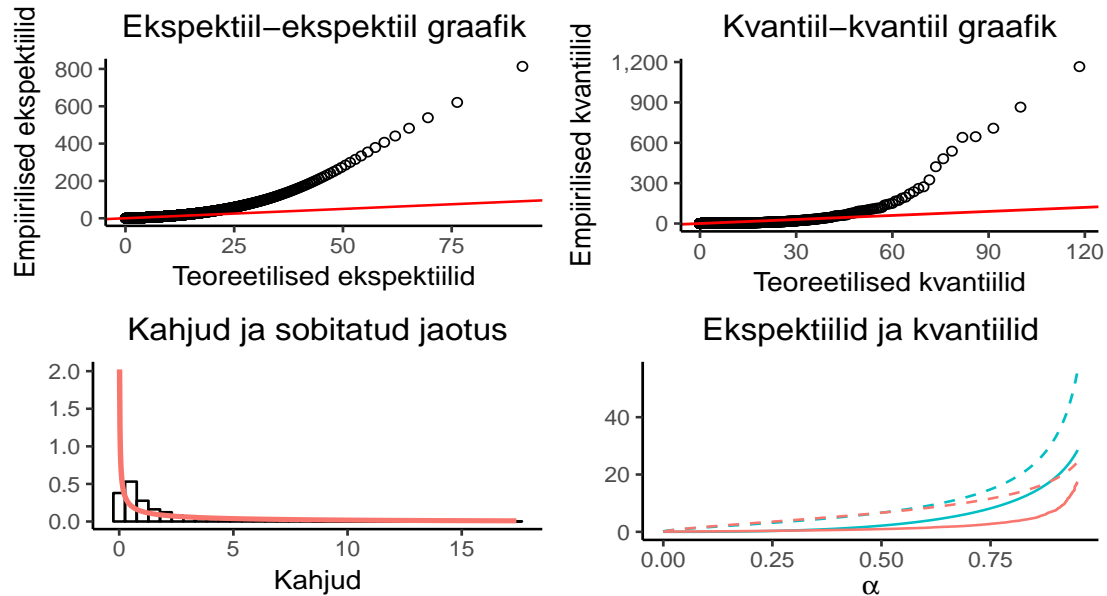 Ekspektiil−ekspektiil graafik
Empiirilised ekspektiilid
800
600
400
200
0
0 25 50 75
Teoreetilised ekspektiilid
Kvantiil−kvantiil graafik
Empiirilised kvantiilid
1,200
900
600
300
0
0 30 60 90 120
Teoreetilised kvantiilid
Kahjud ja sobitatud jaotus
2.0
1.5
1.0
0.5
0.0
0 5 10 15
Kahjud
Ekspektiilid ja kvantiilid
40
20
0
0.00 0.25 0.50 0.75
α